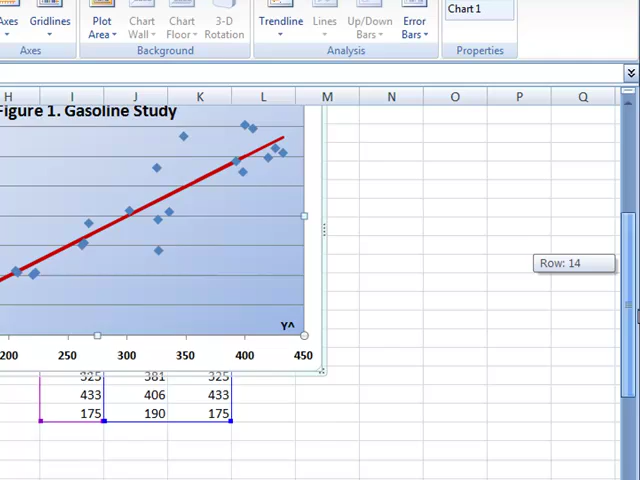 Axes Gridlines Plot Area Chart Wall Chart Floor 3-D Rotation Trendline Lines Up/Down Bars Error Bars Chart 1
Axes Background Analysis Properties
H I J K L M N O P Q
Figure 1. Gasoline Study
Row: 14
Y^
200 250 300 350 400 450
325 381 325
433 406 433
175 190 175